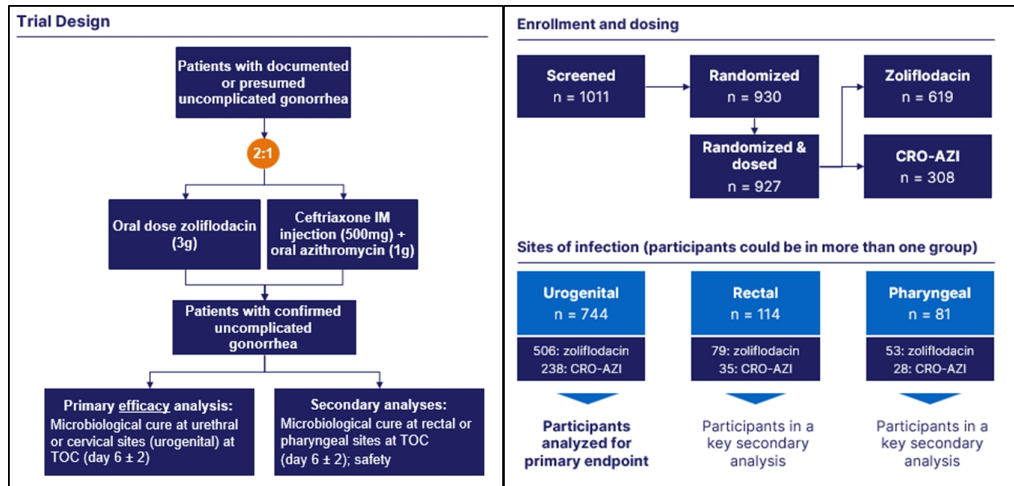 Trial Design
Patients with documented
or presumed
uncomplicated gonorrhea
2:1
Oral dose zoliflodacin
(3g)
Ceftriaxone IM
injection (500mg) +
oral azithromycin (1g)
Patients with confirmed
uncomplicated
gonorrhea
Primary efficacy analysis:
Microbiological cure at urethral
or cervical sites (urogenital) at
TOC (day 6 ± 2)
Secondary analyses:
Microbiological cure at rectal or
pharyngeal sites at TOC
(day 6 ± 2); safety
Enrollment and dosing
Screened
n = 1011
Randomized
n = 930
Zoliflodacin
n = 619
Randomized &
dosed
n = 927
CRO-AZI
n = 308
Sites of infection (participants could be in more than one group)
Urogenital
n = 744
506: zoliflodacin
238: CRO-AZI
Participants
analyzed for
primary endpoint
Rectal
n = 114
79: zoliflodacin
35: CRO-AZI
Participants in a
key secondary
analysis
Pharyngeal
n = 81
53: zoliflodacin
28: CRO-AZI
Participants in a
key secondary
analysis